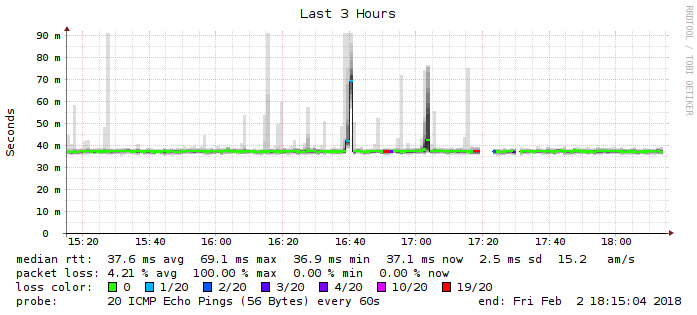 Last 3 Hours
RRDTOOL / TOBI OETIKER
Seconds
90 m
80 m
70 m
60 m
50 m
40 m
30 m
20 m
10 m
0
15:20 15:40 16:00 16:20 16:40 17:00 17:20 17:40 18:00
median rtt: 37.6 ms avg 69.1 ms max 36.9 ms min 37.1 ms now 2.5 ms sd 15.2 am/s
packet loss: 4.21 % avg 100.00 % max 0.00 % min 0.00 % now
loss color: 0 1/20 2/20 3/20 4/20 10/20 19/20
probe: 20 ICMP Echo Pings (56 Bytes) every 60s end: Fri Feb 2 18:15:04 2018